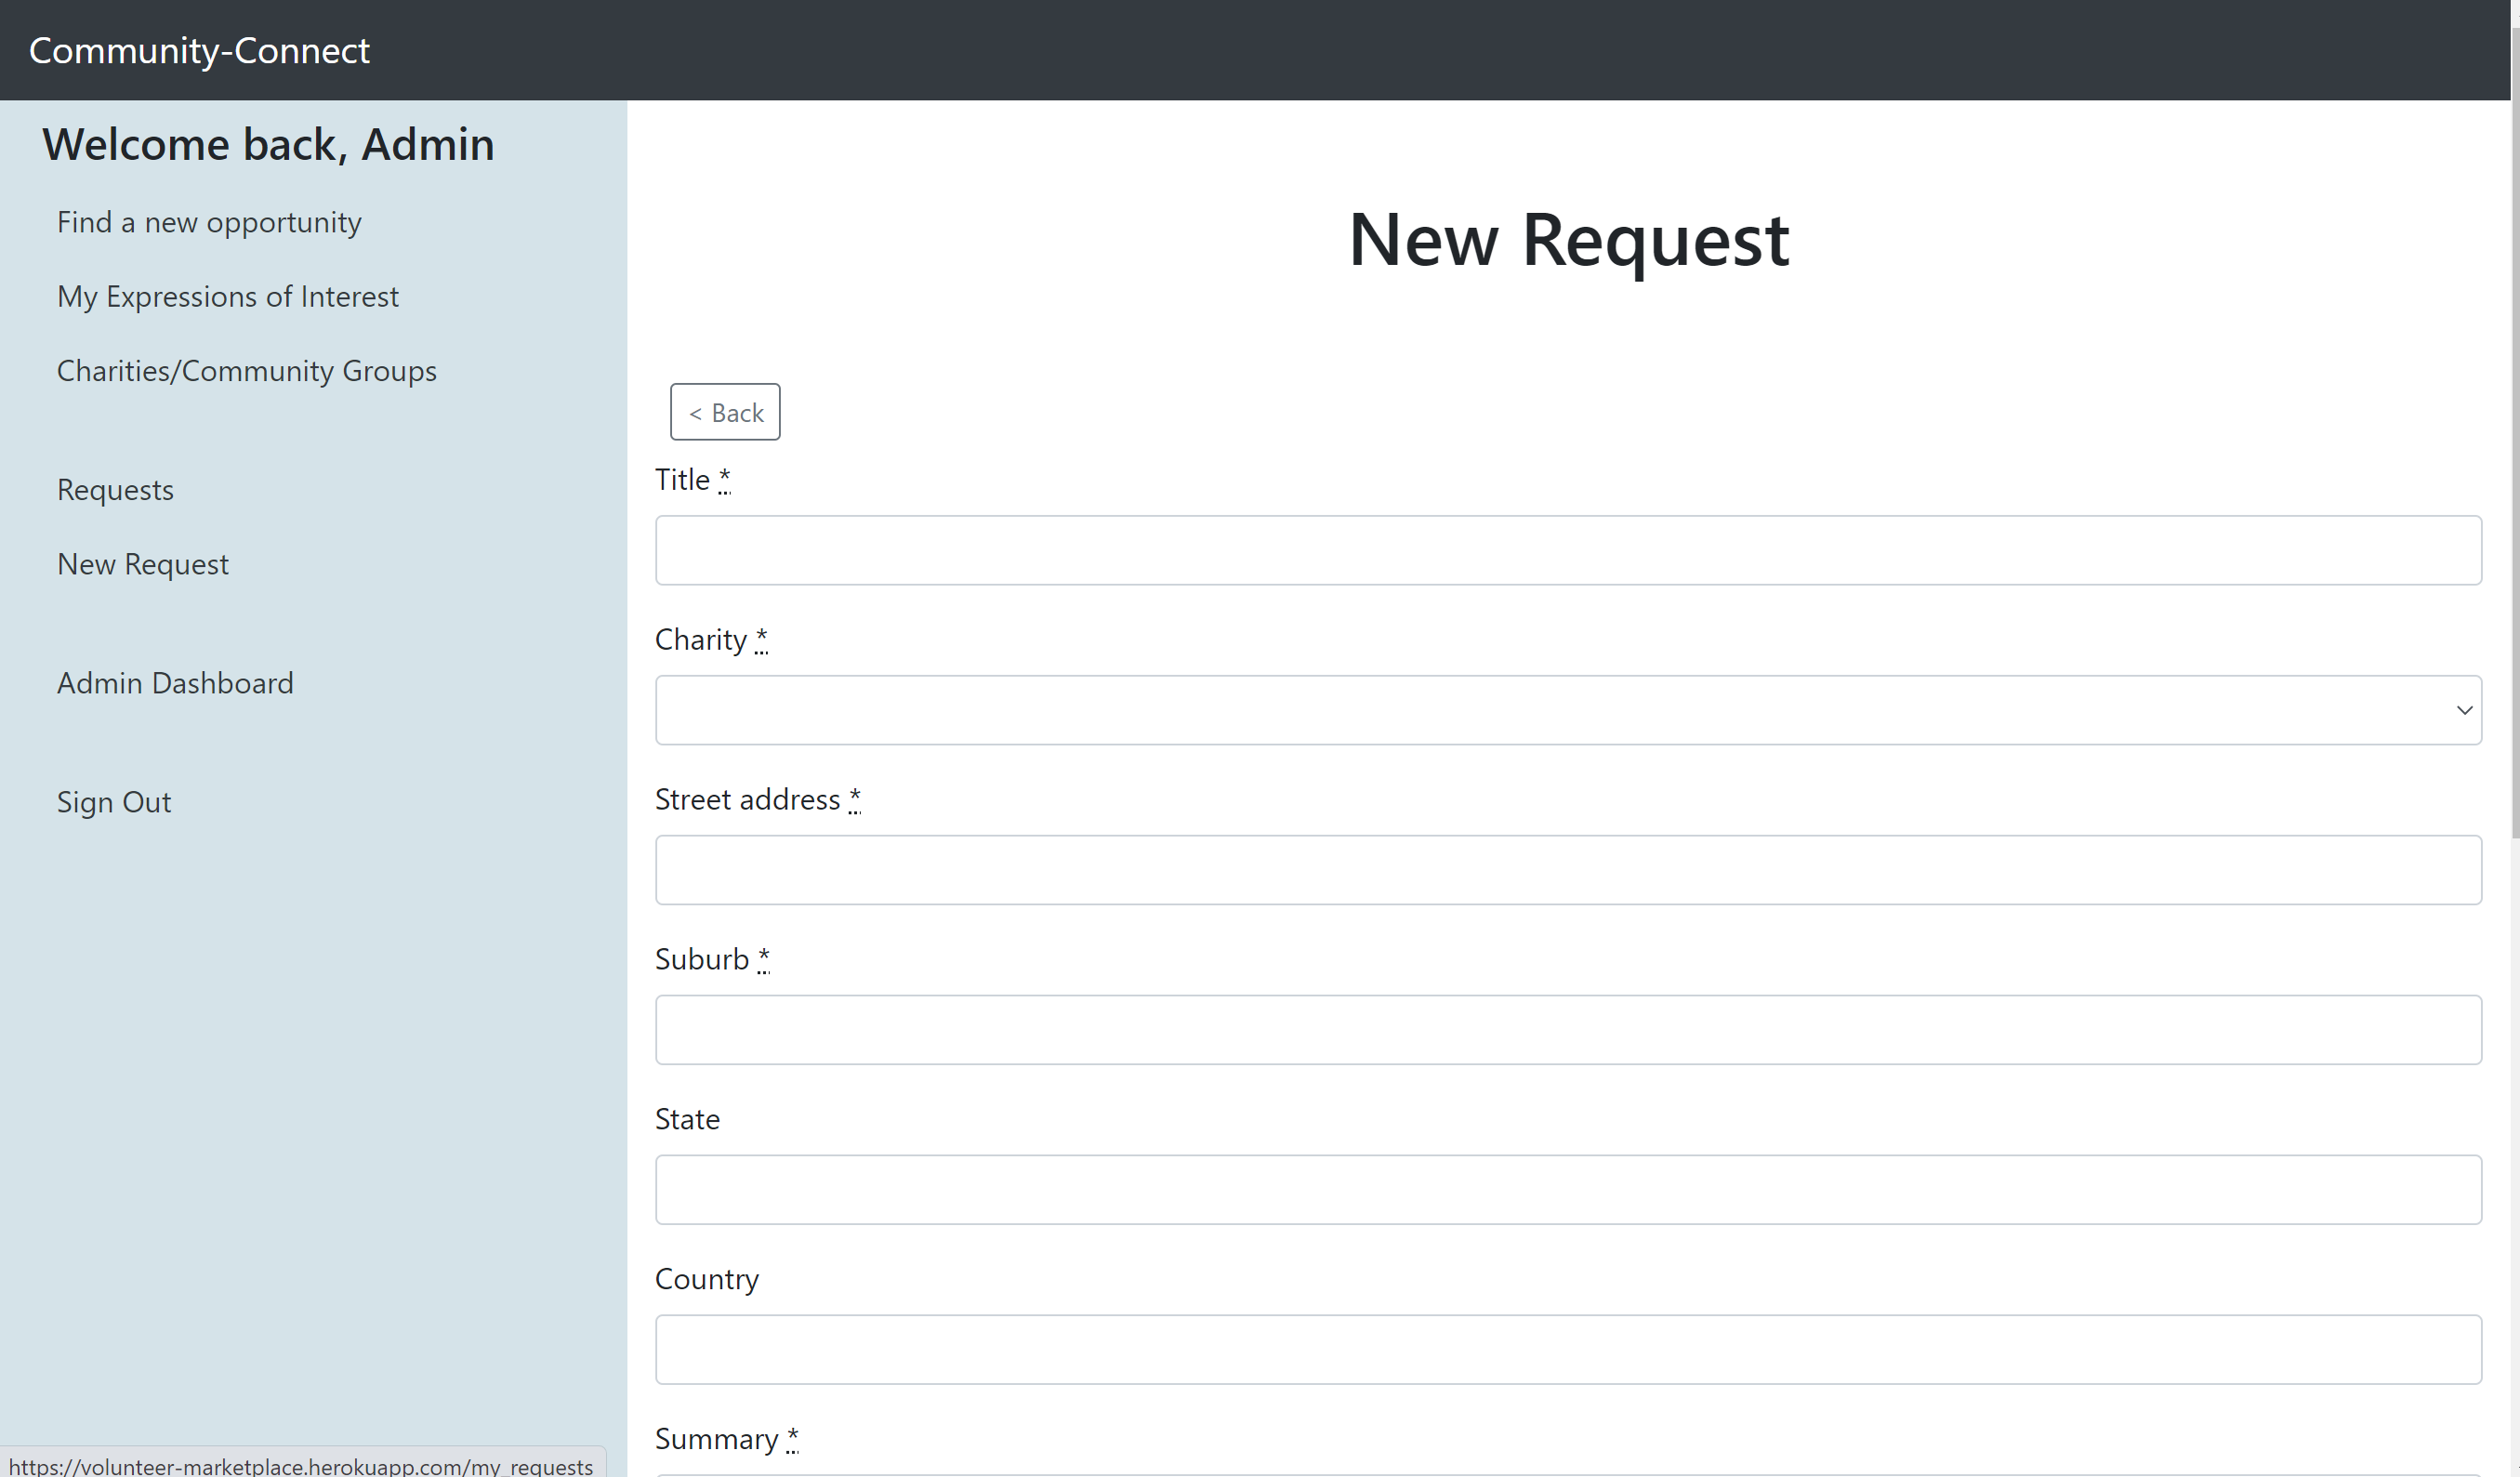 Community-Connect
Welcome back, Admin
Find a new opportunity
My Expressions of Interest
Charities/Community Groups
Requests
New Request
Admin Dashboard
Sign Out
New Request
< Back
Title *
Charity *
Street address *
Suburb *
State
Country
Summary *
https://volunteer-marketplace.herokuapp.com/my_requests